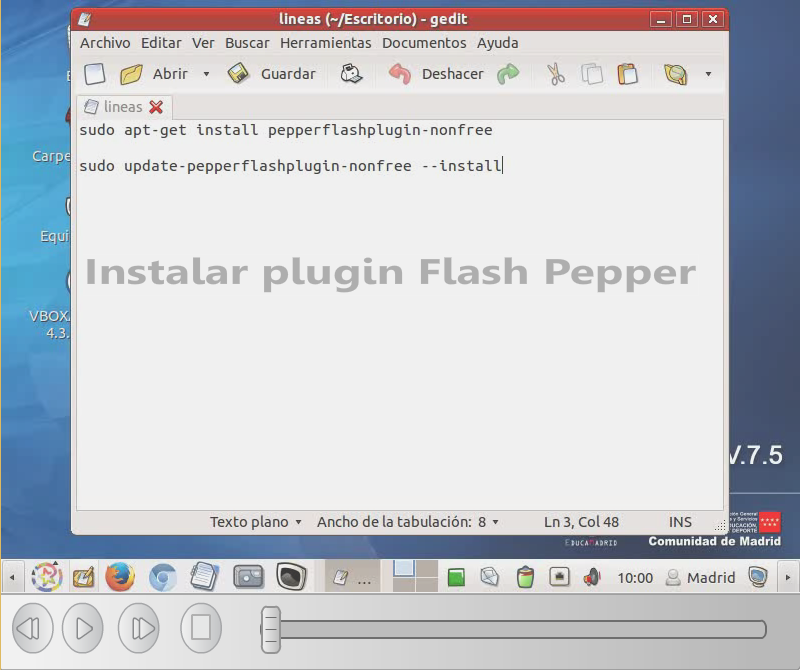 lineas (~/Escritorio) - gedit
Archivo Editar Ver Buscar Herramientas Documentos Ayuda
Abrir Guardar Deshacer
lineas
sudo apt-get install pepperflashplugin-nonfree
sudo update-pepperflashplugin-nonfree --install
Carpe
Equi
Instalar plugin Flash Pepper
VBOX
4.3.
V.7.5
Texto plano Ancho de la tabulación: 8 Ln 3, Col 48 INS
EDUCAMADRID
Comunidad de Madrid
... 10:00 Madrid